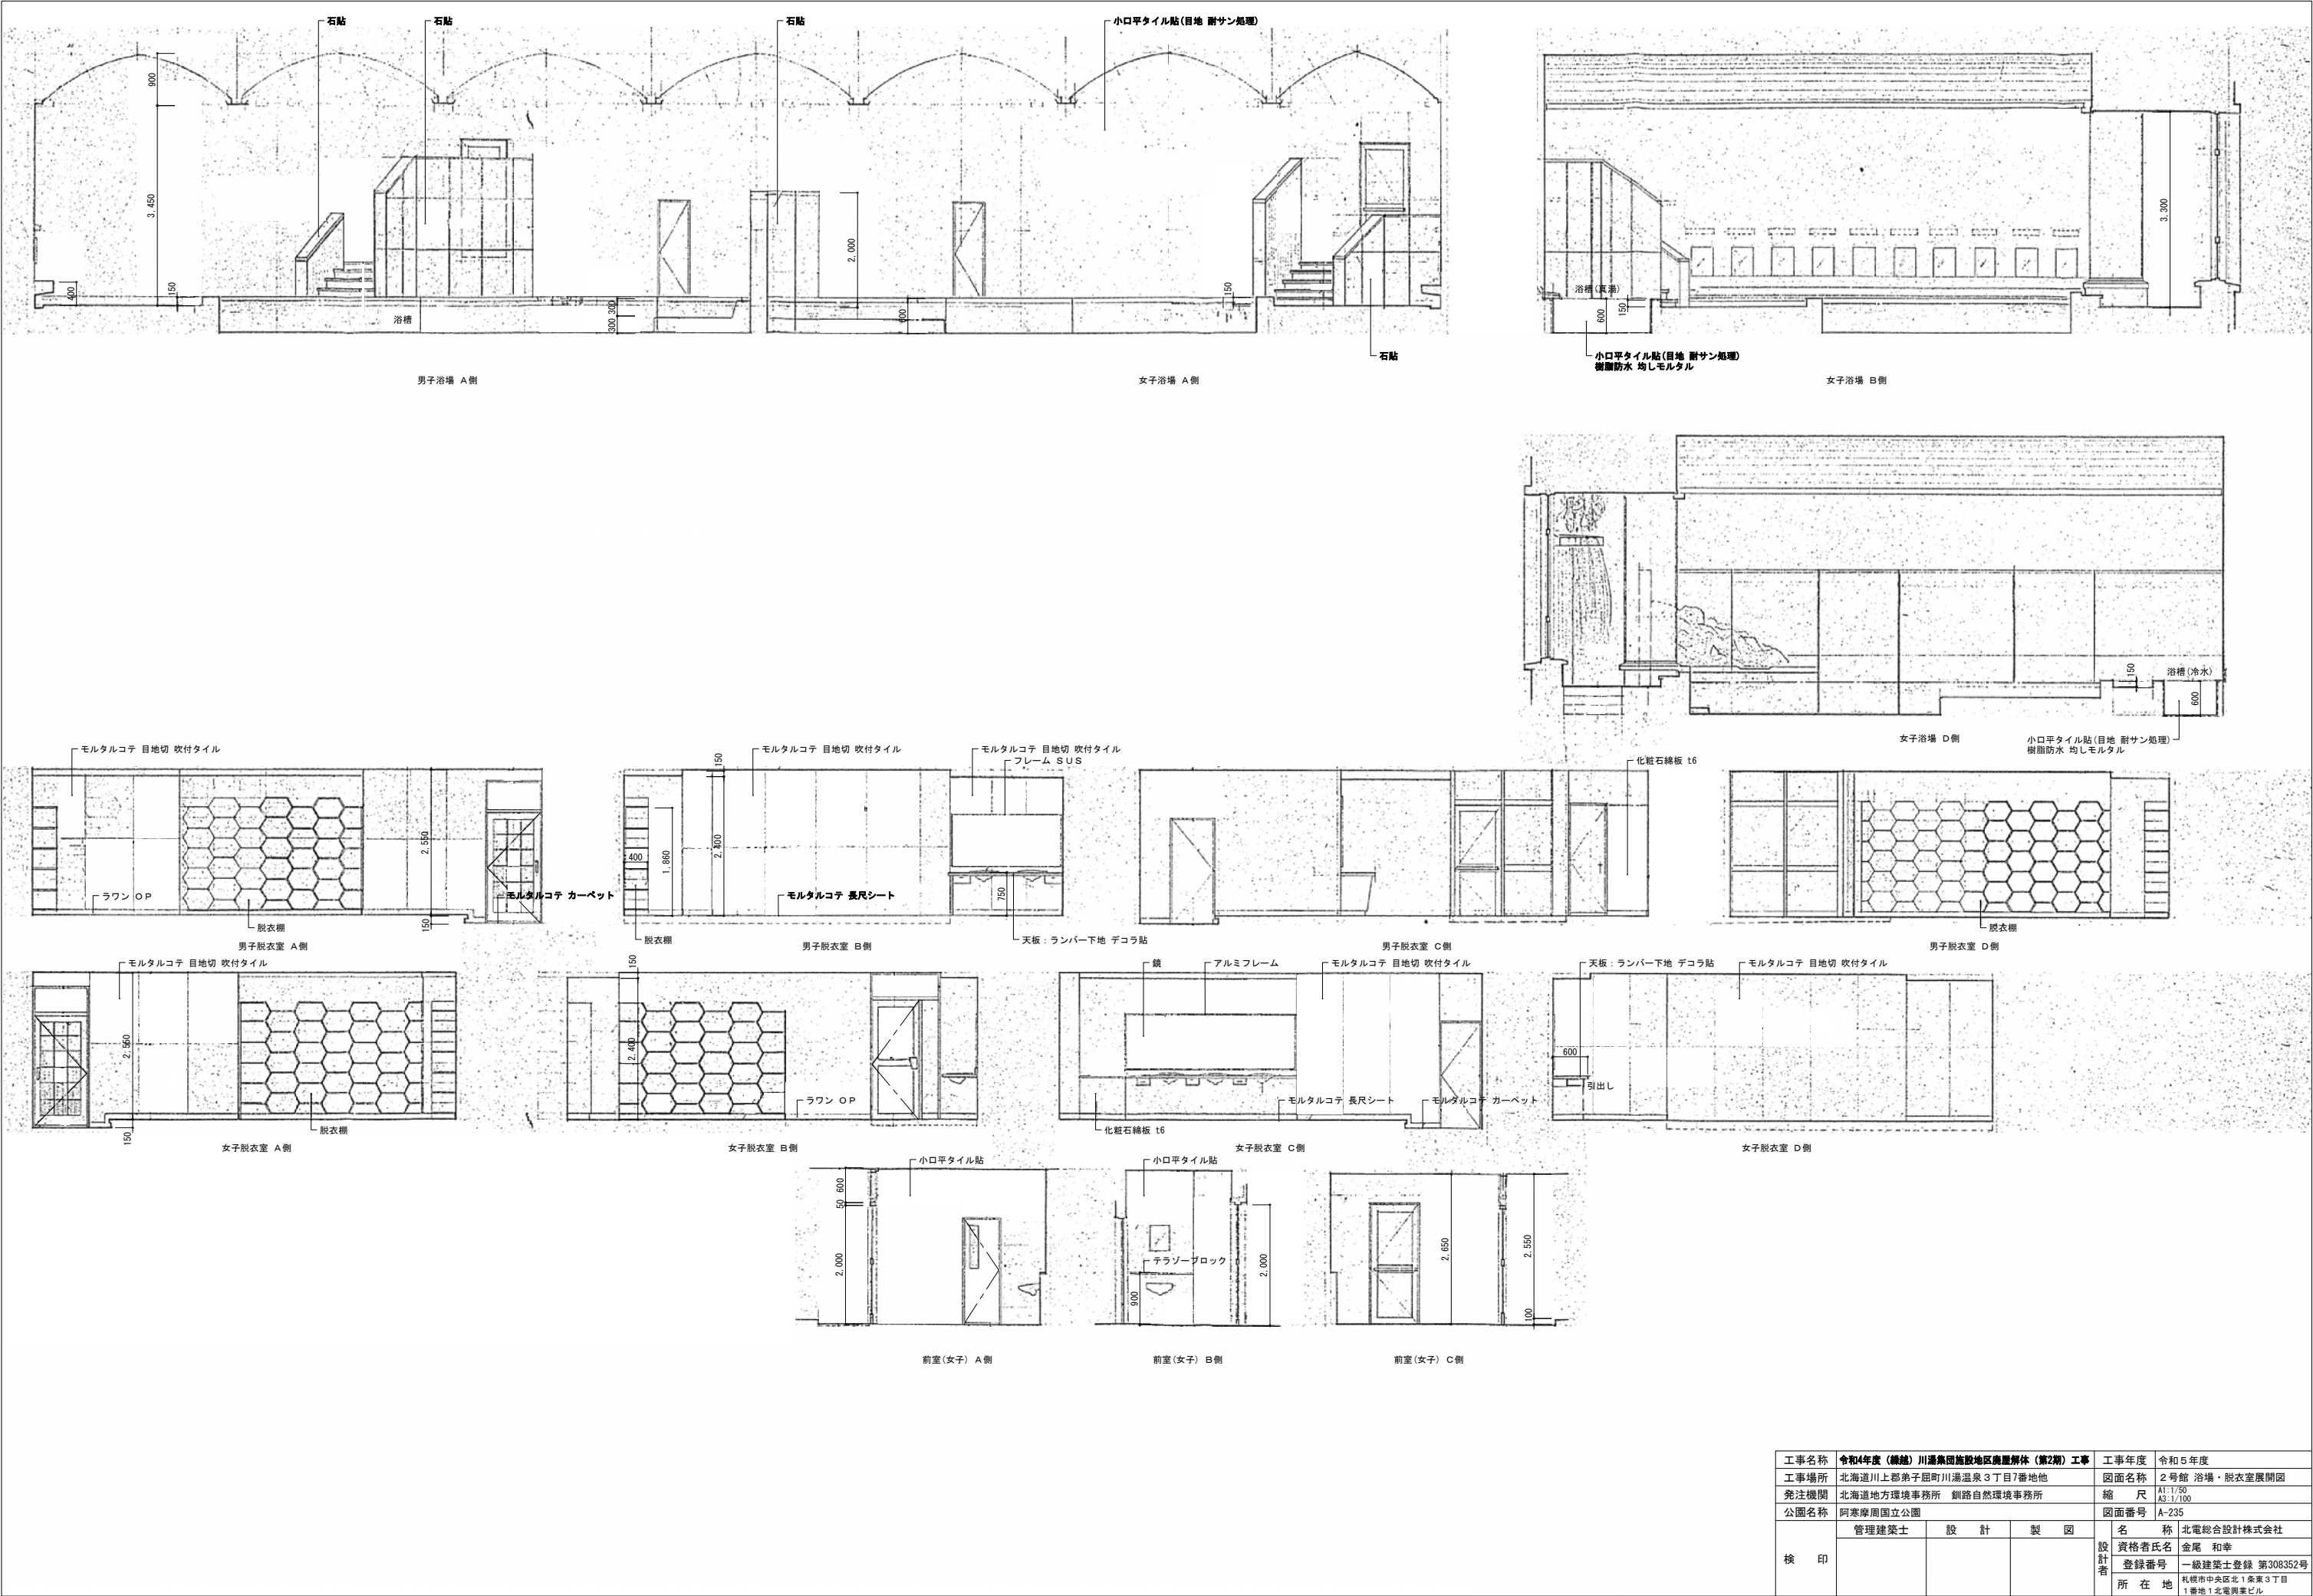 石貼
石貼
石貼
小口平タイル貼(目地 耐サン処理)
900
3,450
400
150
浴槽
300
300
2,000
600
150
石貼
男子浴場 A側
女子浴場 A側
3,300
浴槽(真湯)
600
150
小口平タイル貼(目地 耐サン処理)
樹脂防水 均しモルタル
女子浴場 B側
150
浴槽(冷水)
600
女子浴場 D側
小口平タイル貼(目地 耐サン処理)
樹脂防水 均しモルタル
モルタルコテ 目地切 吹付タイル
2,550
ラワン OP
モルタルコテ カーペット
150
脱衣棚
男子脱衣室 A側
150
モルタルコテ 目地切 吹付タイル
モルタルコテ 目地切 吹付タイル
フレーム SUS
400
1,860
2,400
モルタルコテ 長尺シート
750
脱衣棚
男子脱衣室 B側
天板：ランバー下地 デコラ貼
化粧石綿板 t6
男子脱衣室 C側
脱衣棚
男子脱衣室 D側
モルタルコテ 目地切 吹付タイル
2,550
150
脱衣棚
女子脱衣室 A側
150
2,400
ラワン OP
女子脱衣室 B側
鏡
アルミフレーム
モルタルコテ 目地切 吹付タイル
モルタルコテ 長尺シート
モルタルコテ カーペット
化粧石綿板 t6
女子脱衣室 C側
天板：ランバー下地 デコラ貼
モルタルコテ 目地切 吹付タイル
600
引出し
女子脱衣室 D側
小口平タイル貼
600
50
2,000
前室(女子) A側
小口平タイル貼
テラゾーブロック
900
2,000
前室(女子) B側
2,650
2,550
100
前室(女子) C側
工事名称 令和4年度（繰越）川湯集団施設地区廃屋解体（第2期）工事 工事年度 令和５年度
工事場所 北海道川上郡弟子屈町川湯温泉３丁目7番地他 図面名称 ２号館 浴場・脱衣室展開図
発注機関 北海道地方環境事務所 釧路自然環境事務所 縮 尺 A1:1/50
A3:1/100
公園名称 阿寒摩周国立公園 図面番号 A-235
検 印 管理建築士 設 計 製 図
設計者 名 称 北電総合設計株式会社
資格者氏名 金尾 和幸
登録番号 一級建築士登録 第308352号
所 在 地 札幌市中央区北１条東３丁目
１番地１北電興業ビル